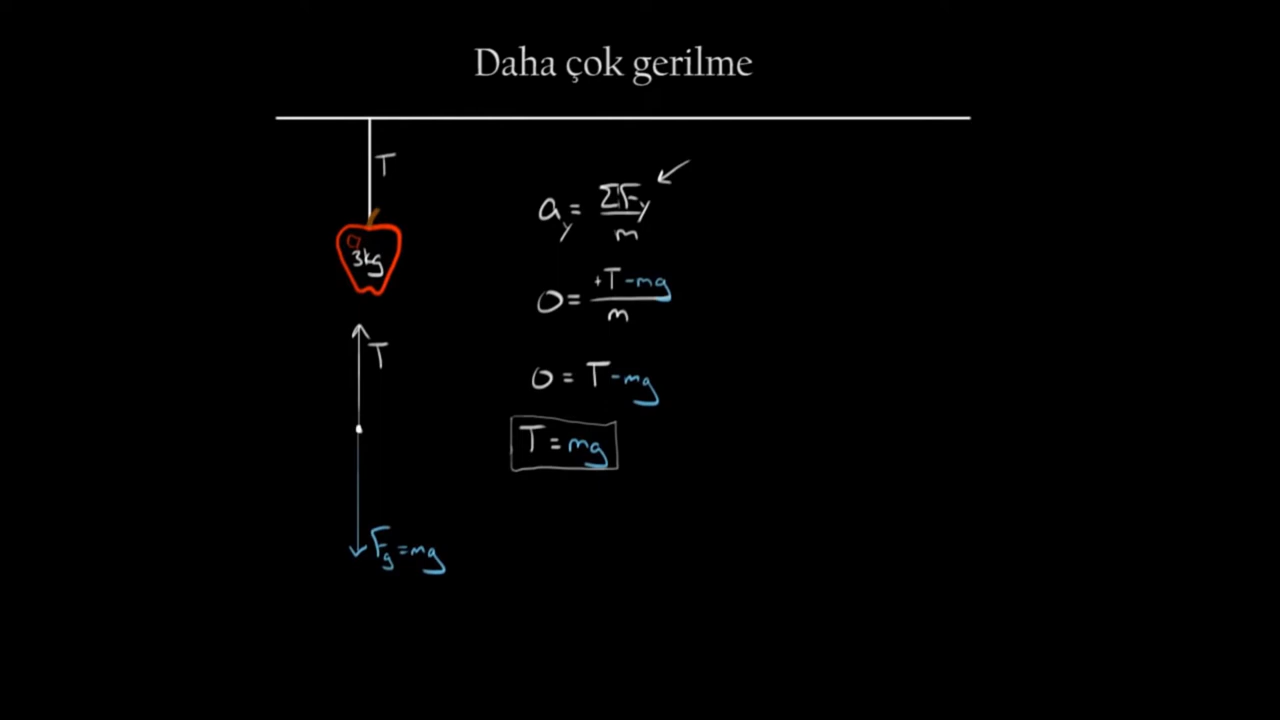 Daha çok gerilme
T
3kg
T
Fg = mg
ay = ΣFy / m
0 = +T - mg / m
0 = T - mg
T = mg